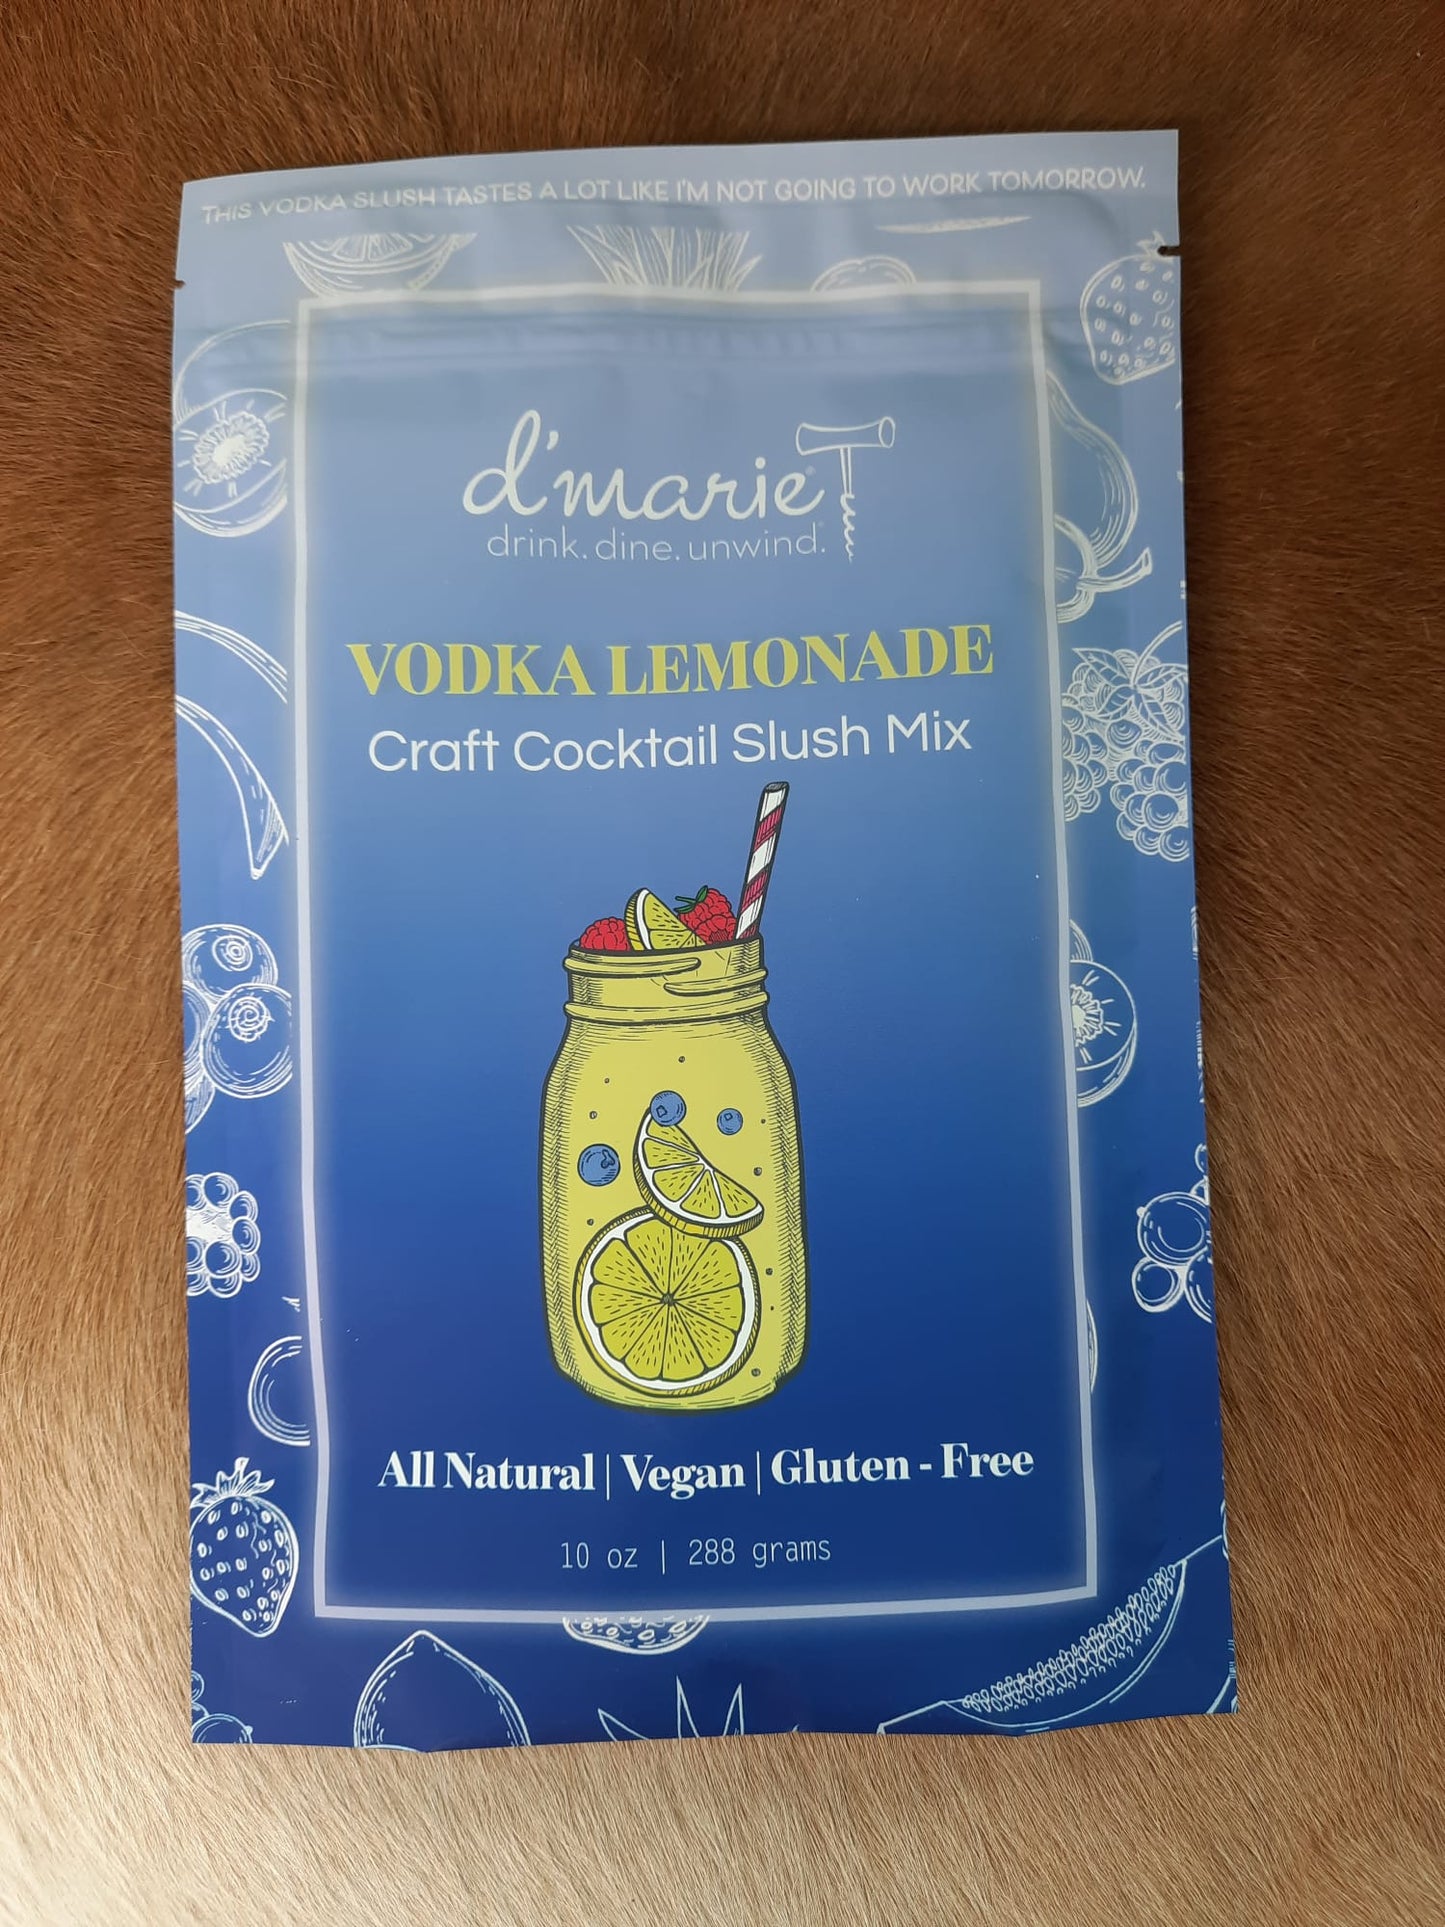 THIS VODKA SLUSH TASTES A LOT LIKE I'M NOT GOING TO WORK TOMORROW.
d'marie®
drink. dine. unwind.®
VODKA LEMONADE
Craft Cocktail Slush Mix
All Natural | Vegan | Gluten - Free
10 oz | 288 grams